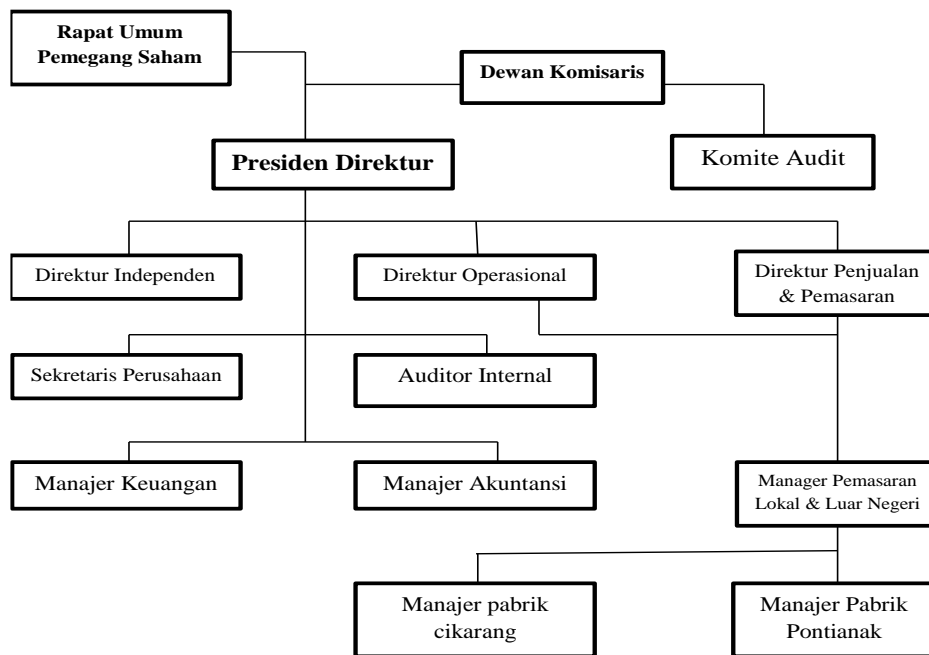 Rapat Umum
Pemegang Saham
Dewan Komisaris
Presiden Direktur
Komite Audit
Direktur Independen
Direktur Operasional
Direktur Penjualan
& Pemasaran
Sekretaris Perusahaan
Auditor Internal
Manajer Keuangan
Manajer Akuntansi
Manager Pemasaran
Lokal & Luar Negeri
Manajer pabrik
cikarang
Manajer Pabrik
Pontianak